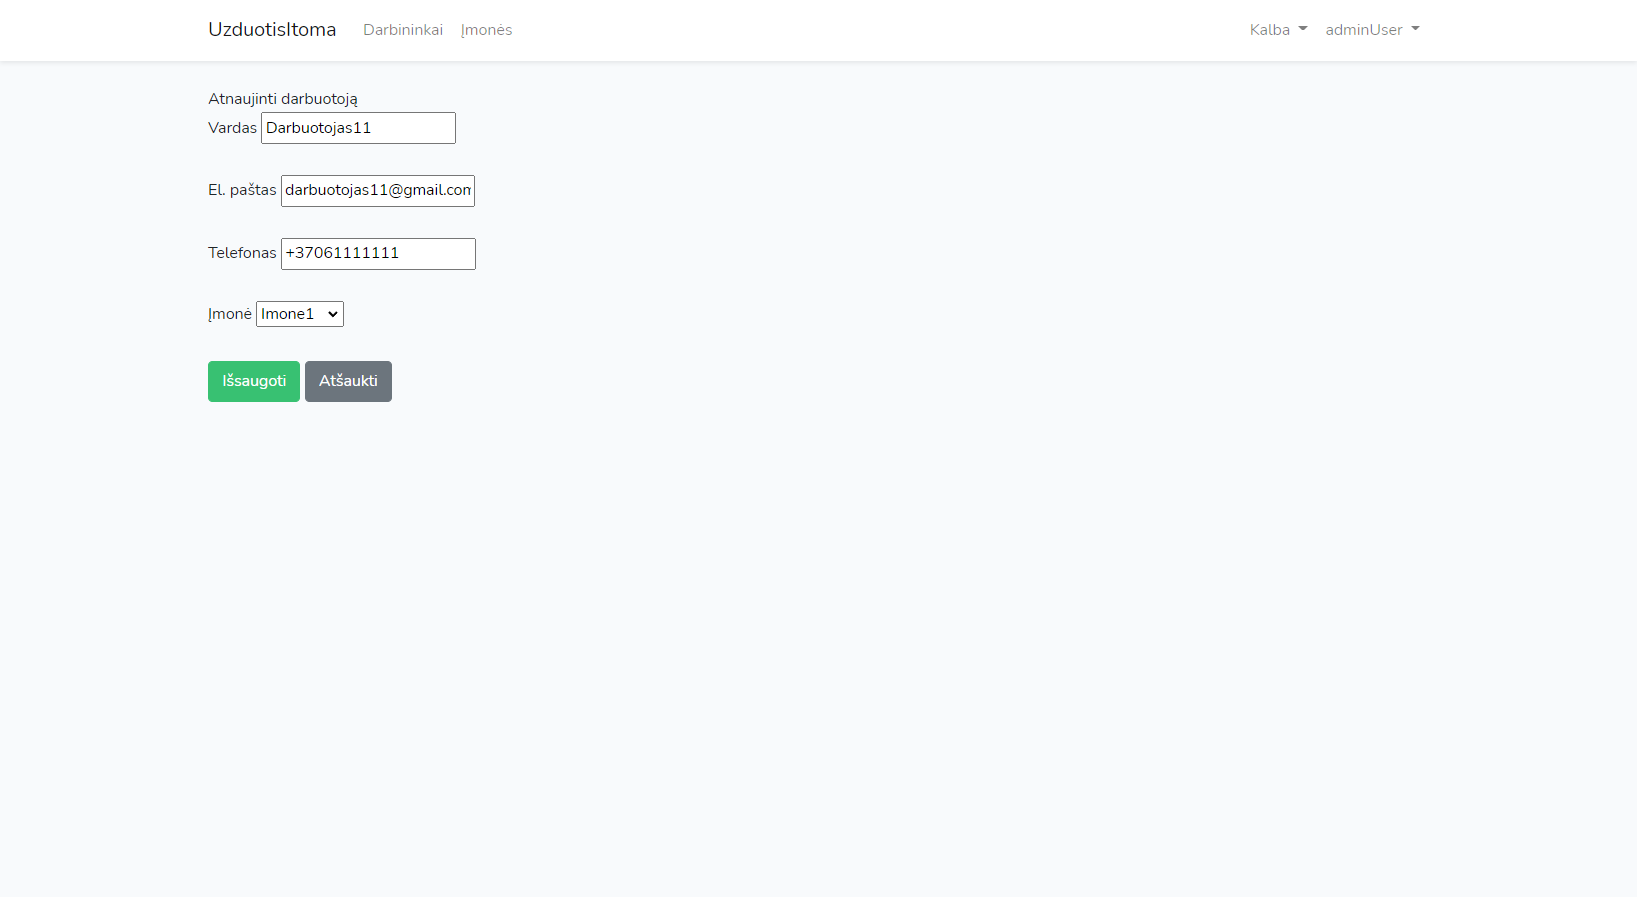 UzduotisItoma Darbininkai Įmonės Kalba adminUser
Atnaujinti darbuotoją
Vardas Darbuotojas11
El. paštas darbuotojas11@gmail.com
Telefonas +37061111111
Įmonė Imone1
Išsaugoti Atšaukti